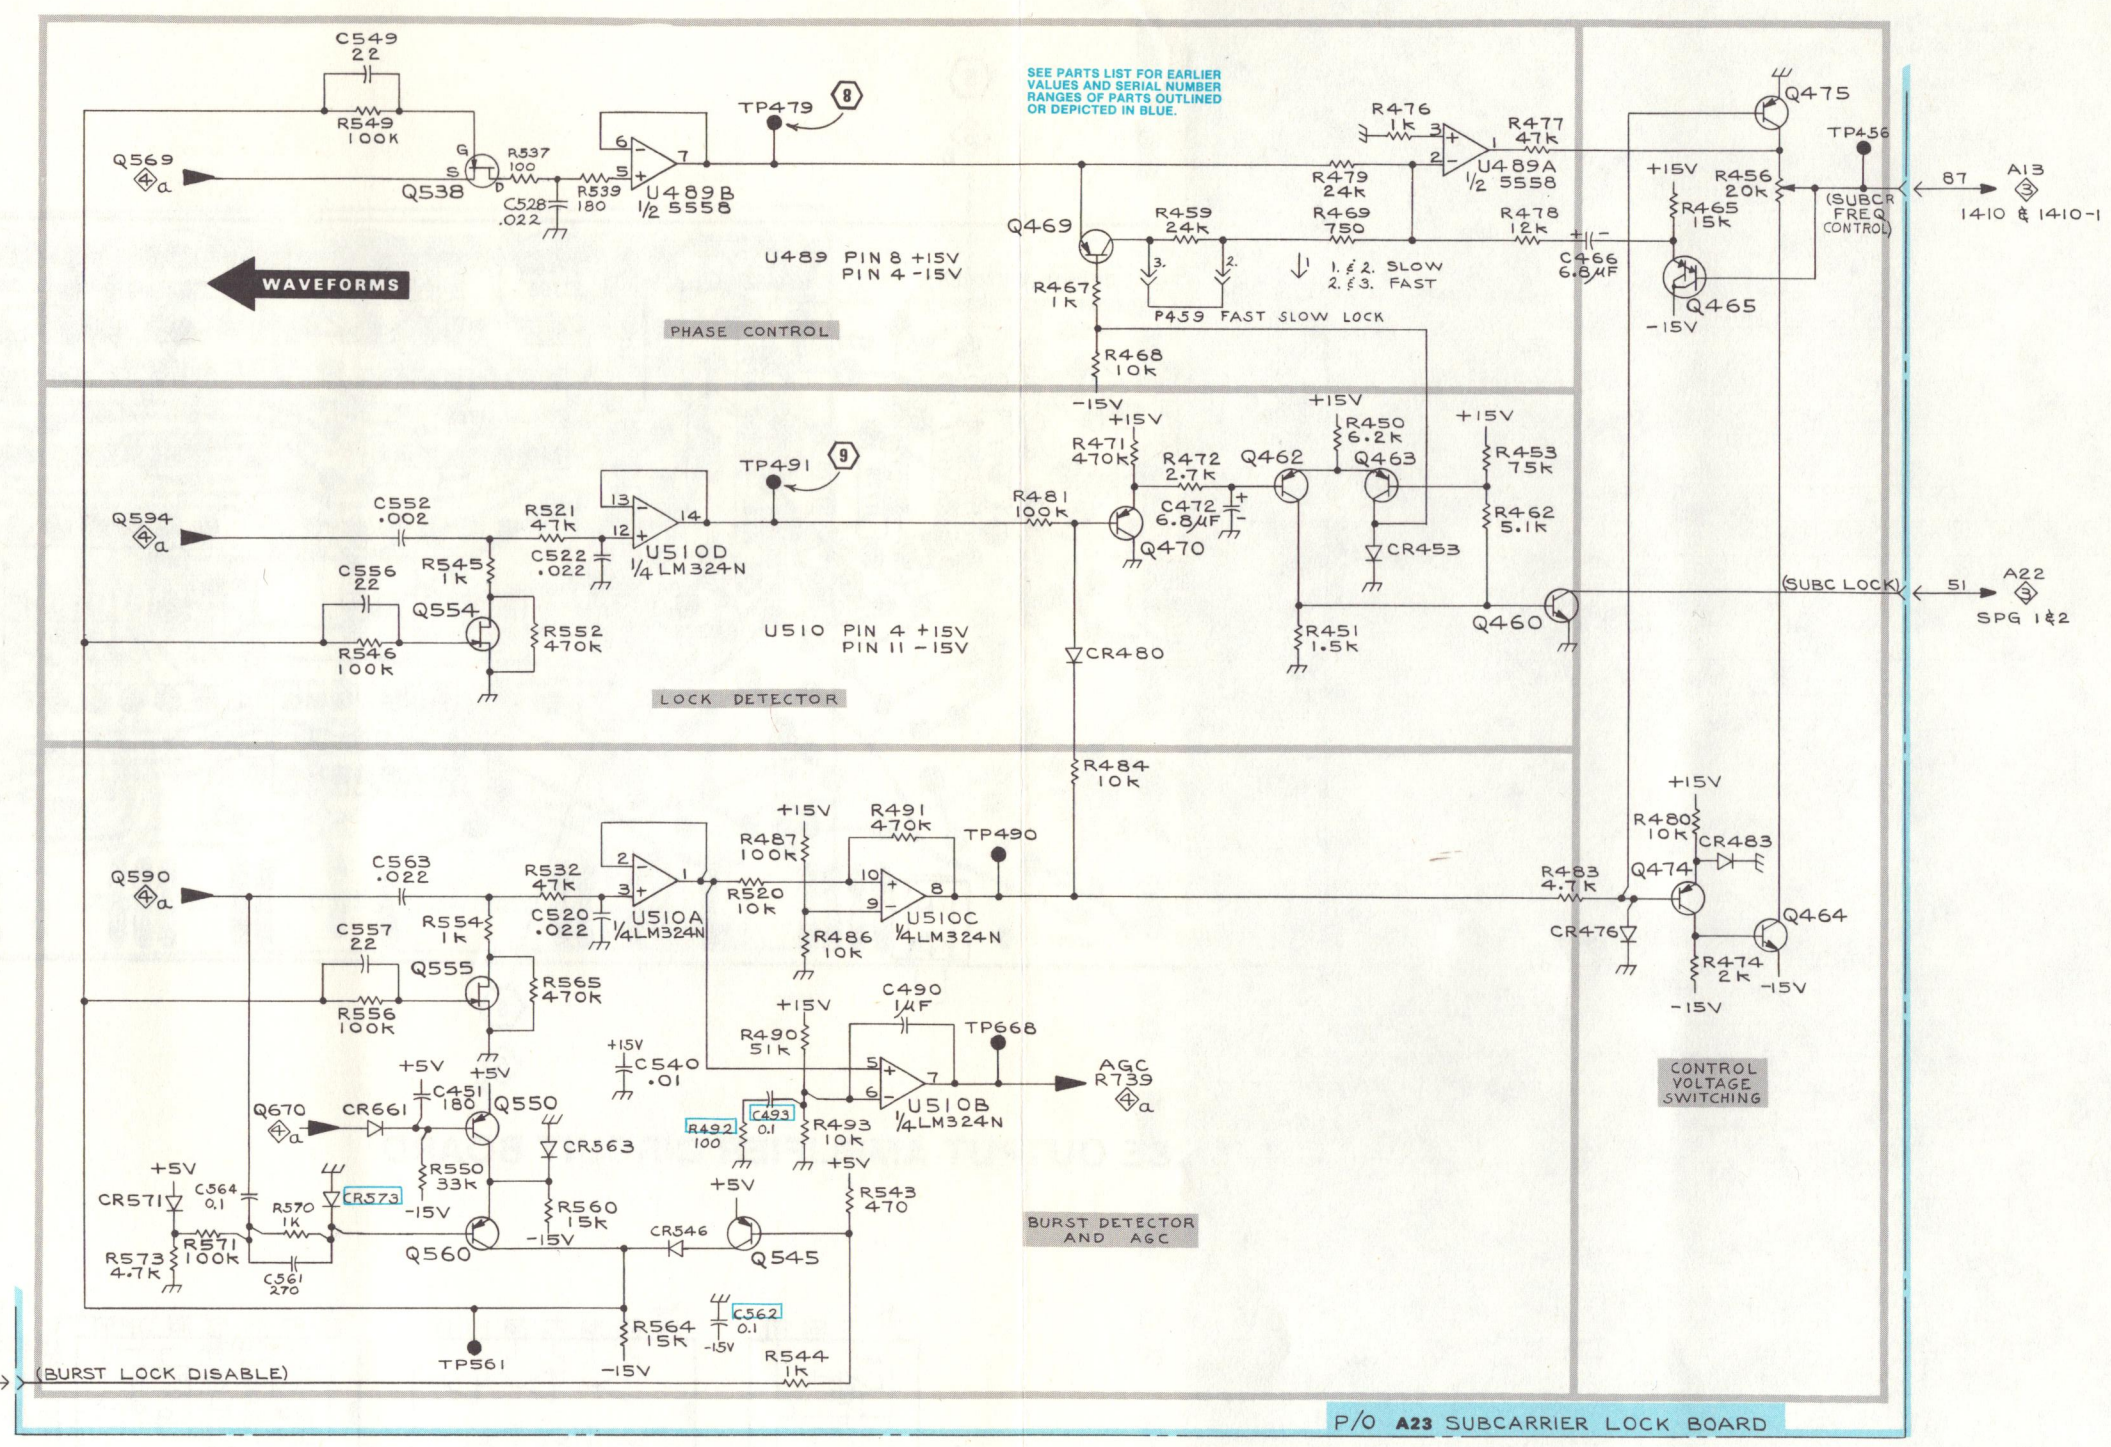 C549
22
R549
100K
Q569
4 a
G
S
D
Q538
R537
100
C528
.022
R539
180
6
5
7
-
+
U489B
1/2 5558
TP479
8
U489 PIN 8 +15V
PIN 4 -15V
WAVEFORMS
PHASE CONTROL
SEE PARTS LIST FOR EARLIER
VALUES AND SERIAL NUMBER
RANGES OF PARTS OUTLINED
OR DEPICTED IN BLUE.
R476
1K
3
2
1
+
-
U489A
1/2 5558
R477
47K
R479
24K
Q469
R459
24K
R469
750
R478
12K
C466
6.8µF
+
-
3.
2.
1
1. & 2. SLOW
2. & 3. FAST
P459 FAST SLOW LOCK
R467
1K
R468
10K
-15V
Q475
TP456
+15V
R456
20K
R465
15K
(SUBCR
FREQ
CONTROL)
87
A13
3
1410 & 1410-1
Q465
-15V
Q594
4 a
C552
.002
R521
47K
C522
.022
R545
1K
C556
22
R546
100K
Q554
R552
470K
13
12
14
-
+
U510D
1/4 LM324N
TP491
9
U510 PIN 4 +15V
PIN 11 -15V
LOCK DETECTOR
R481
100K
+15V
R471
470K
Q470
R472
2.7K
C472
6.8µF
+
-
Q462
+15V
R450
6.2K
Q463
+15V
R453
75K
R462
5.1K
CR453
R451
1.5K
Q460
(SUBC LOCK)
51
A22
3
SPG 1&2
CR480
R484
10K
Q590
4 a
C563
.022
R532
47K
C520
.022
R554
1K
C557
22
R556
100K
Q555
R565
470K
2
3
1
-
+
U510A
1/4 LM324N
+15V
R487
100K
R520
10K
R486
10K
R491
470K
10
9
8
+
-
U510C
1/4 LM324N
TP490
R483
4.7K
CR476
+15V
R480
10K
CR483
Q474
R474
2K
-15V
Q464
-15V
CONTROL
VOLTAGE
SWITCHING
+15V
R490
51K
C490
1µF
5
6
7
+
-
U510B
1/4 LM324N
TP668
AGC
R739
4 a
C493
0.1
R492
100
R493
10K
+15V
C540
.01
Q670
4 a
CR661
+5V
C451
180
+5V
Q550
R550
33K
-15V
CR563
R560
15K
-15V
+5V
CR571
R573
4.7K
R571
100K
C564
0.1
R570
1K
C561
270
CR573
Q560
CR546
+5V
Q545
+5V
R543
470
BURST DETECTOR
AND AGC
C562
0.1
-15V
R564
15K
-15V
TP561
R544
1K
(BURST LOCK DISABLE)
P/O A23 SUBCARRIER LOCK BOARD